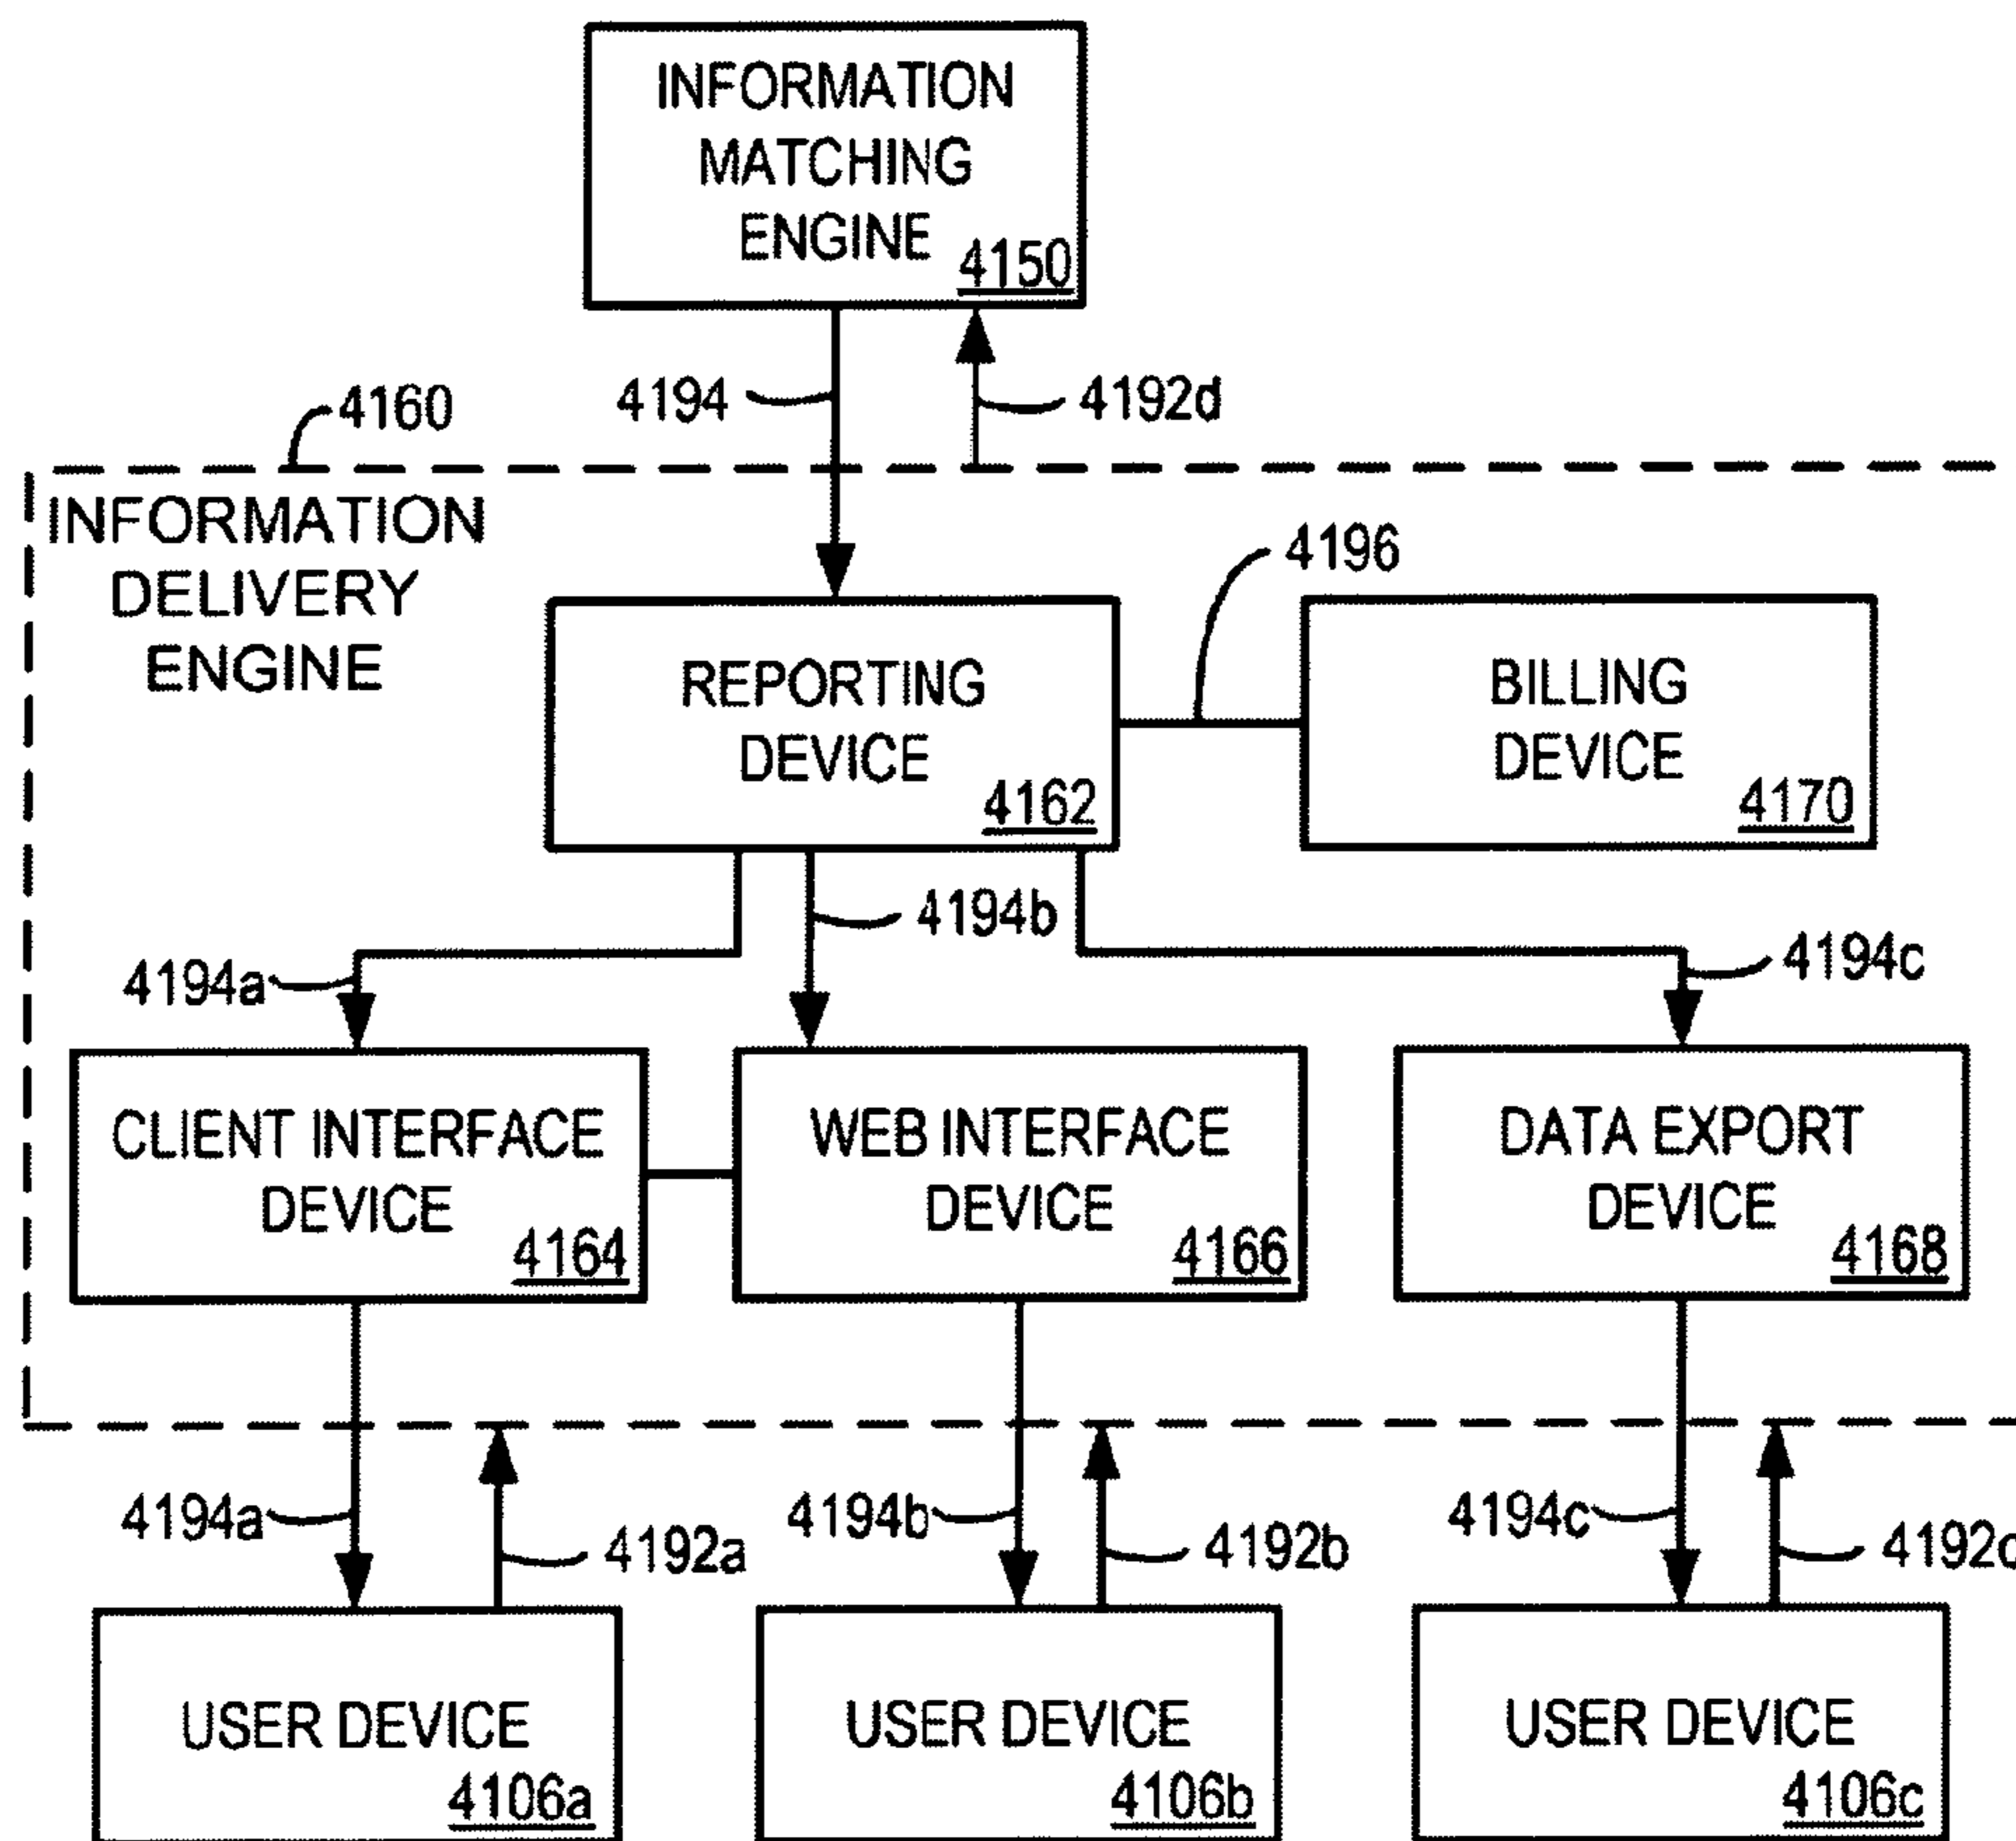 INFORMATION
MATCHING
ENGINE
4150
4194
4192d
4160
INFORMATION
DELIVERY
ENGINE
4196
REPORTING
DEVICE
4162
BILLING
DEVICE
4170
4194b
4194a
4194c
CLIENT INTERFACE
DEVICE
4164
WEB INTERFACE
DEVICE
4166
DATA EXPORT
DEVICE
4168
4194a
4192a
4194b
4192b
4194c
USER DEVICE
4106a
USER DEVICE
4106b
USER DEVICE
4106c